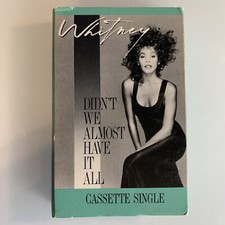 Whitney
DIDN'T
WE
ALMOST
HAVE
IT
ALL
CASSETTE SINGLE